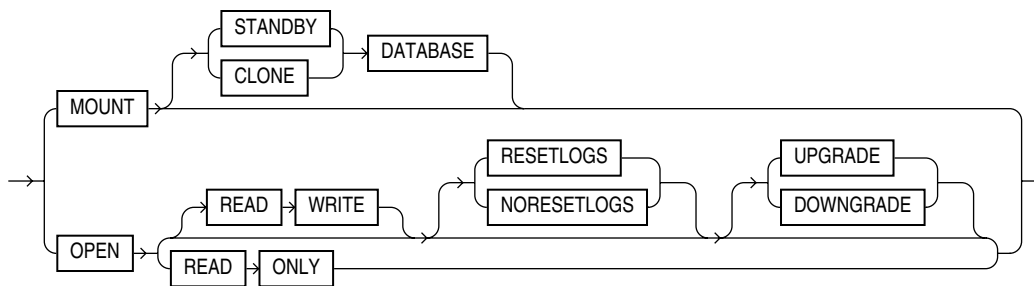 STANDBY
CLONE
DATABASE
MOUNT
RESETLOGS
NORESETLOGS
UPGRADE
DOWNGRADE
READ WRITE
OPEN
READ ONLY